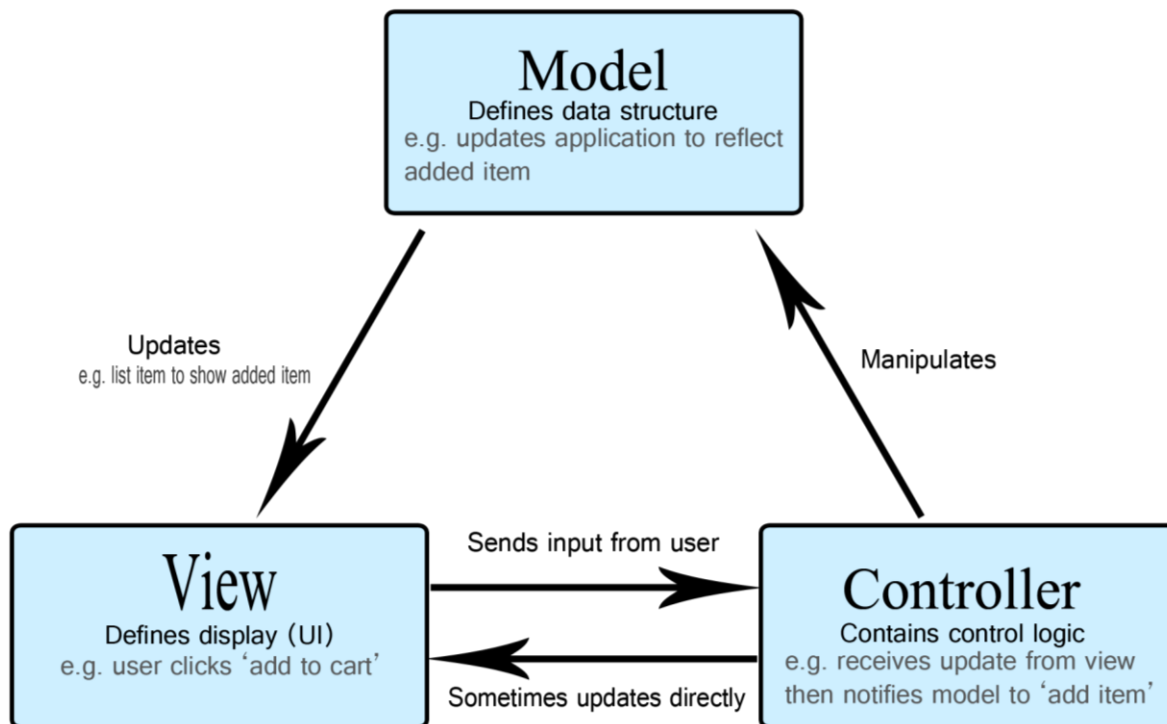 Model
Defines data structure
e.g. updates application to reflect
added item
Updates
e.g. list item to show added item
Manipulates
View
Defines display (UI)
e.g. user clicks ‘add to cart’
Sends input from user
Sometimes updates directly
Controller
Contains control logic
e.g. receives update from view
then notifies model to ‘add item’